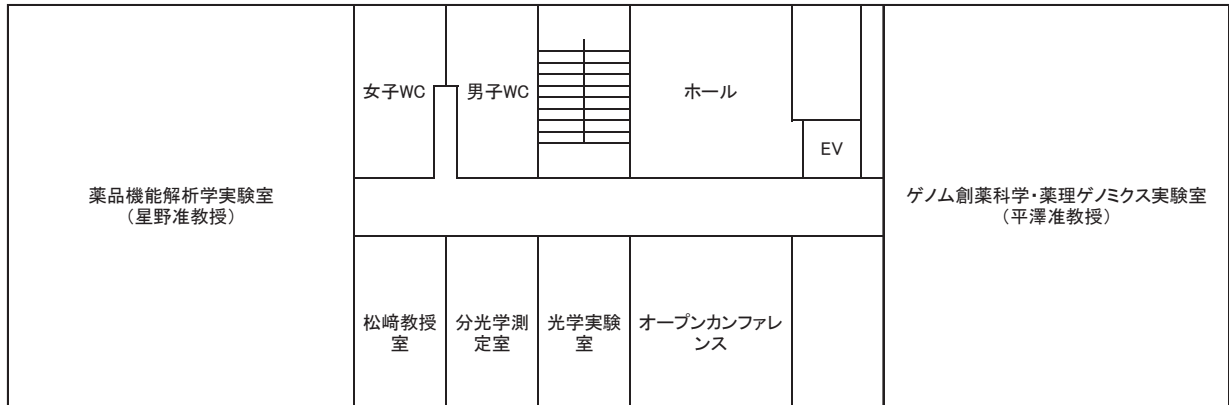 女子WC
男子WC
ホール
EV
薬品機能解析学実験室
（星野准教授）
ゲノム創薬科学・薬理ゲノミクス実験室
（平澤准教授）
松﨑教授
室
分光学測
定室
光学実験
室
オープンカンファレ
ンス